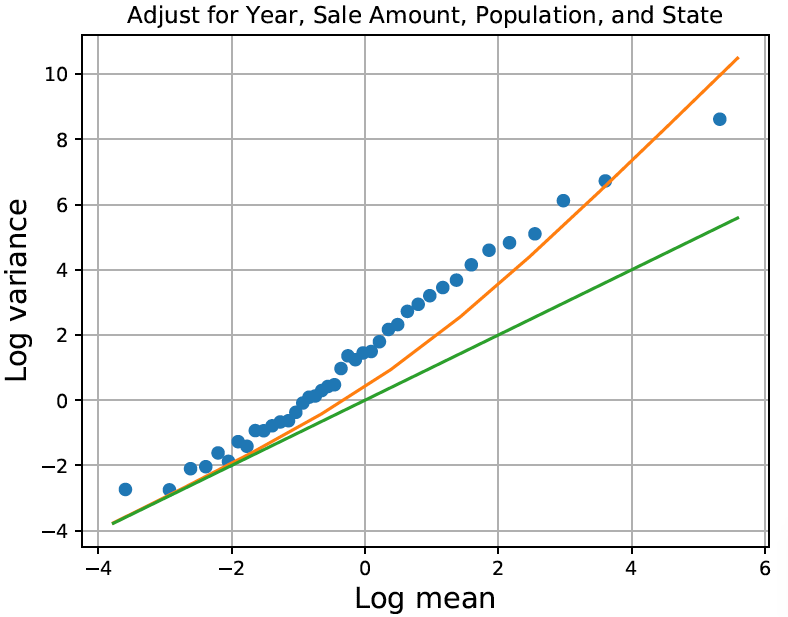 Adjust for Year, Sale Amount, Population, and State
Log variance
10
8
6
4
2
0
−2
−4
−4 −2 0 2 4 6
Log mean